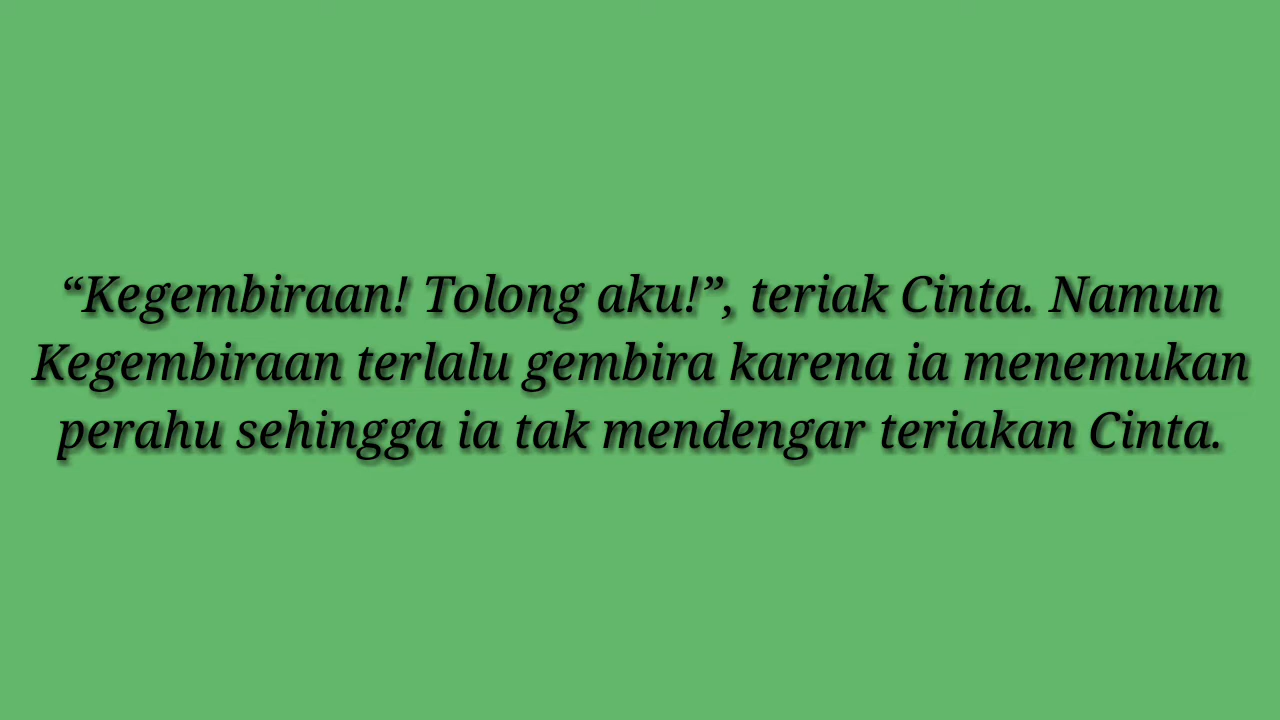 “Kegembiraan! Tolong aku!”, teriak Cinta. Namun
Kegembiraan terlalu gembira karena ia menemukan
perahu sehingga ia tak mendengar teriakan Cinta.